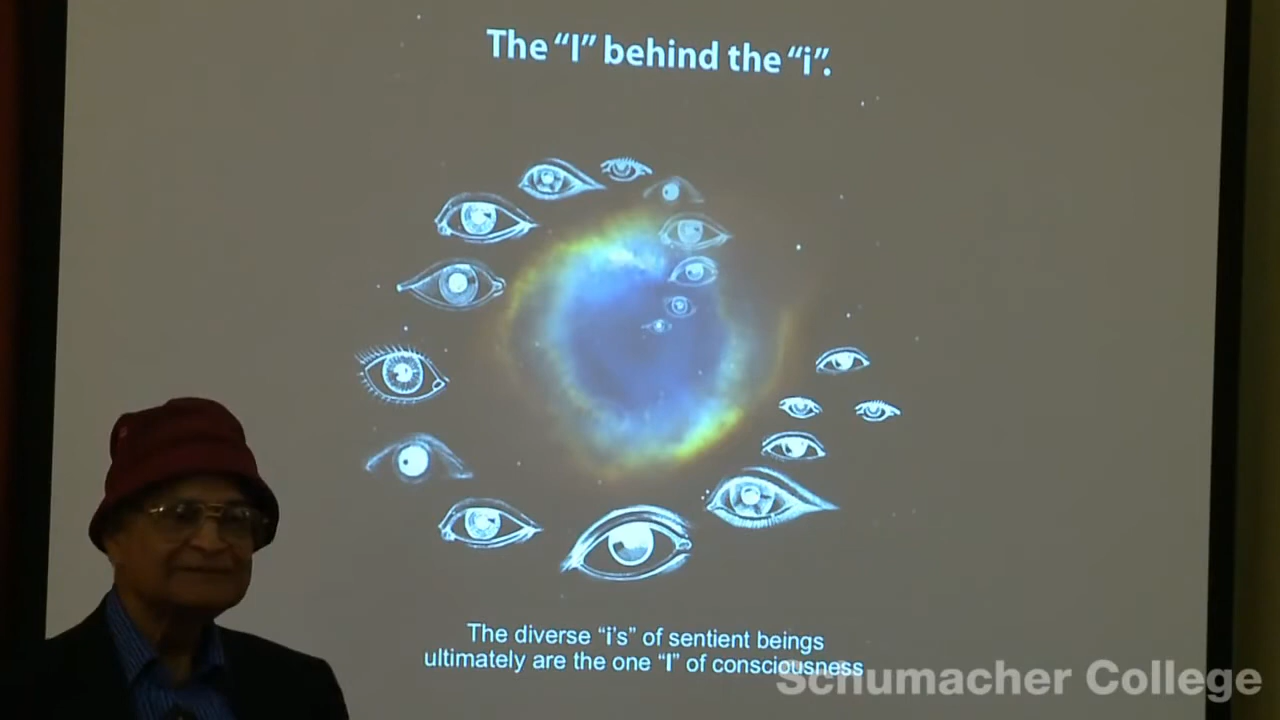 The “I” behind the “i”.
The diverse “i’s” of sentient beings
ultimately are the one “I” of consciousness
Schumacher College